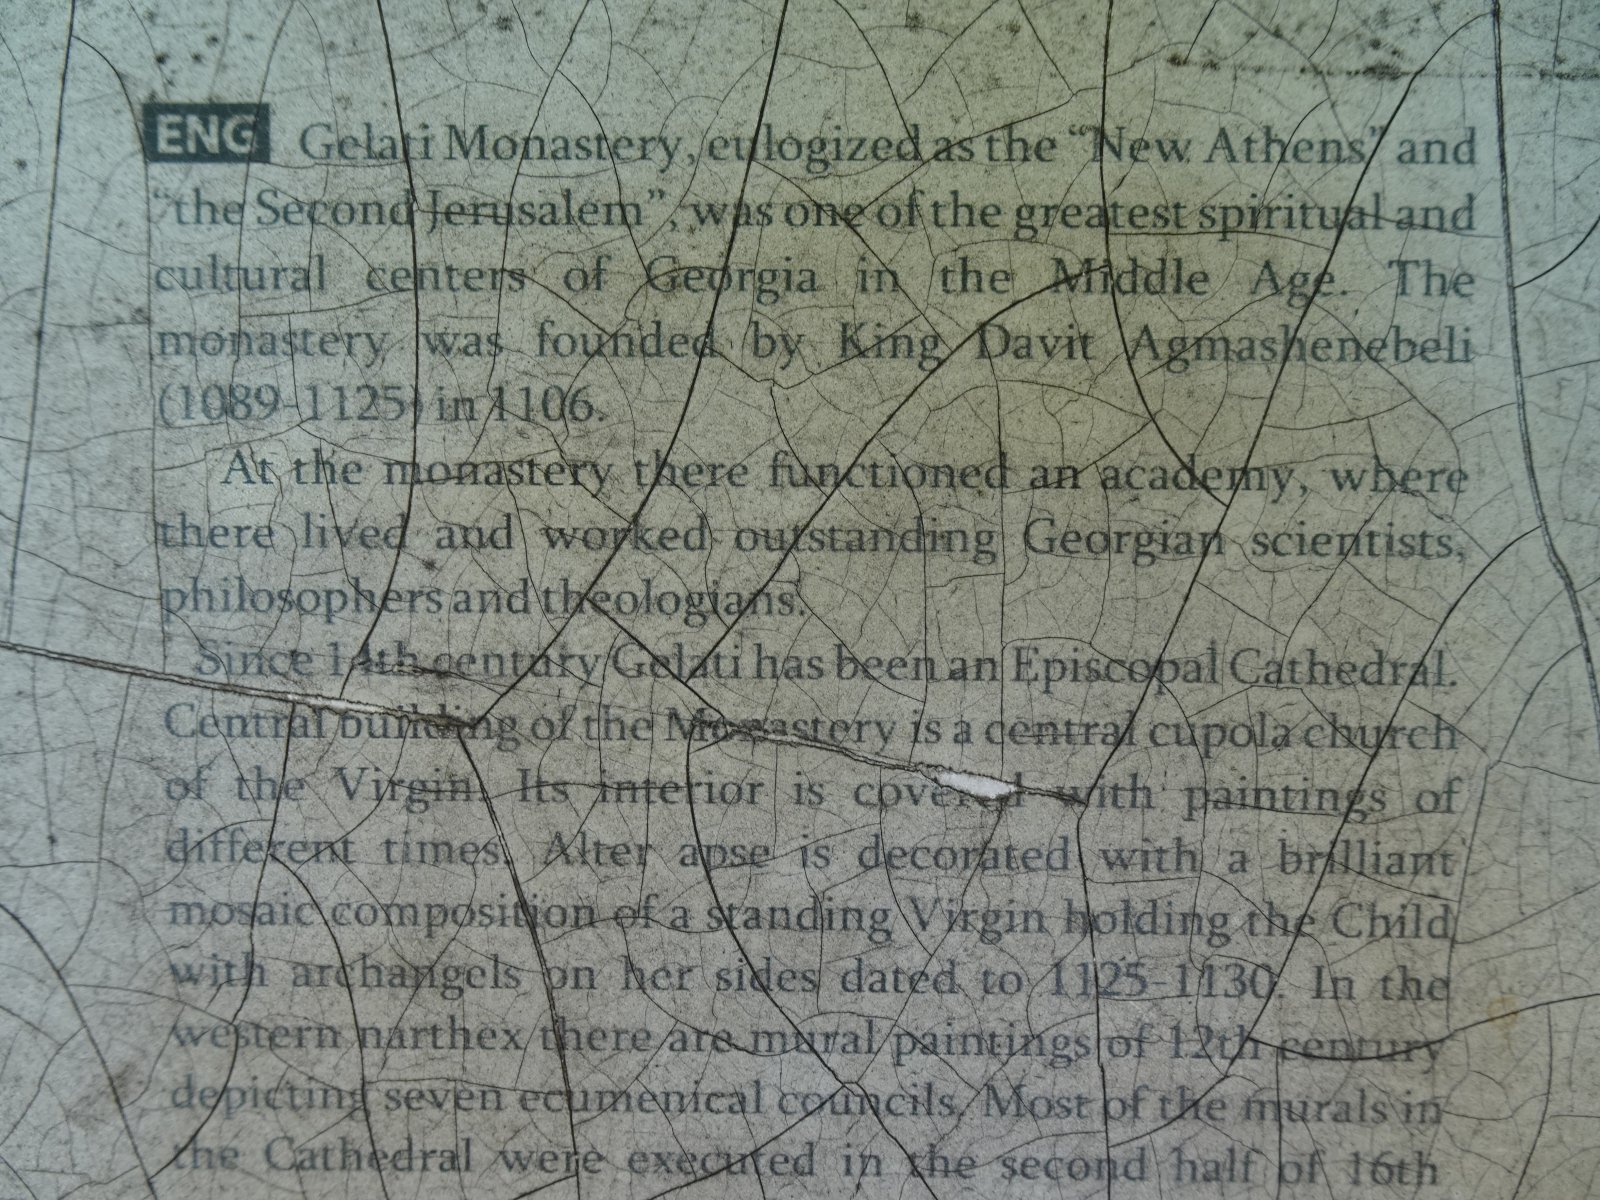 ENG Gelati Monastery, eulogized as the “New Athens” and
“the Second Jerusalem”, was one of the greatest spiritual and
cultural centers of Georgia in the Middle Age. The
monastery was founded by King Davit Agmashenebeli
(1089-1125) in 1106.
At the monastery there functioned an academy, where
there lived and worked outstanding Georgian scientists,
philosophers and theologians.
Since 14th century Gelati has been an Episcopal Cathedral.
Central building of the Monastery is a central cupola church
of the Virgin. Its interior is covered with paintings of
different times. Alter apse is decorated with a brilliant
mosaic composition of a standing Virgin holding the Child
with archangels on her sides dated to 1125-1130. In the
western narthex there are mural paintings of 12th century
depicting seven ecumenical councils. Most of the murals in
the Cathedral were executed in the second half of 16th